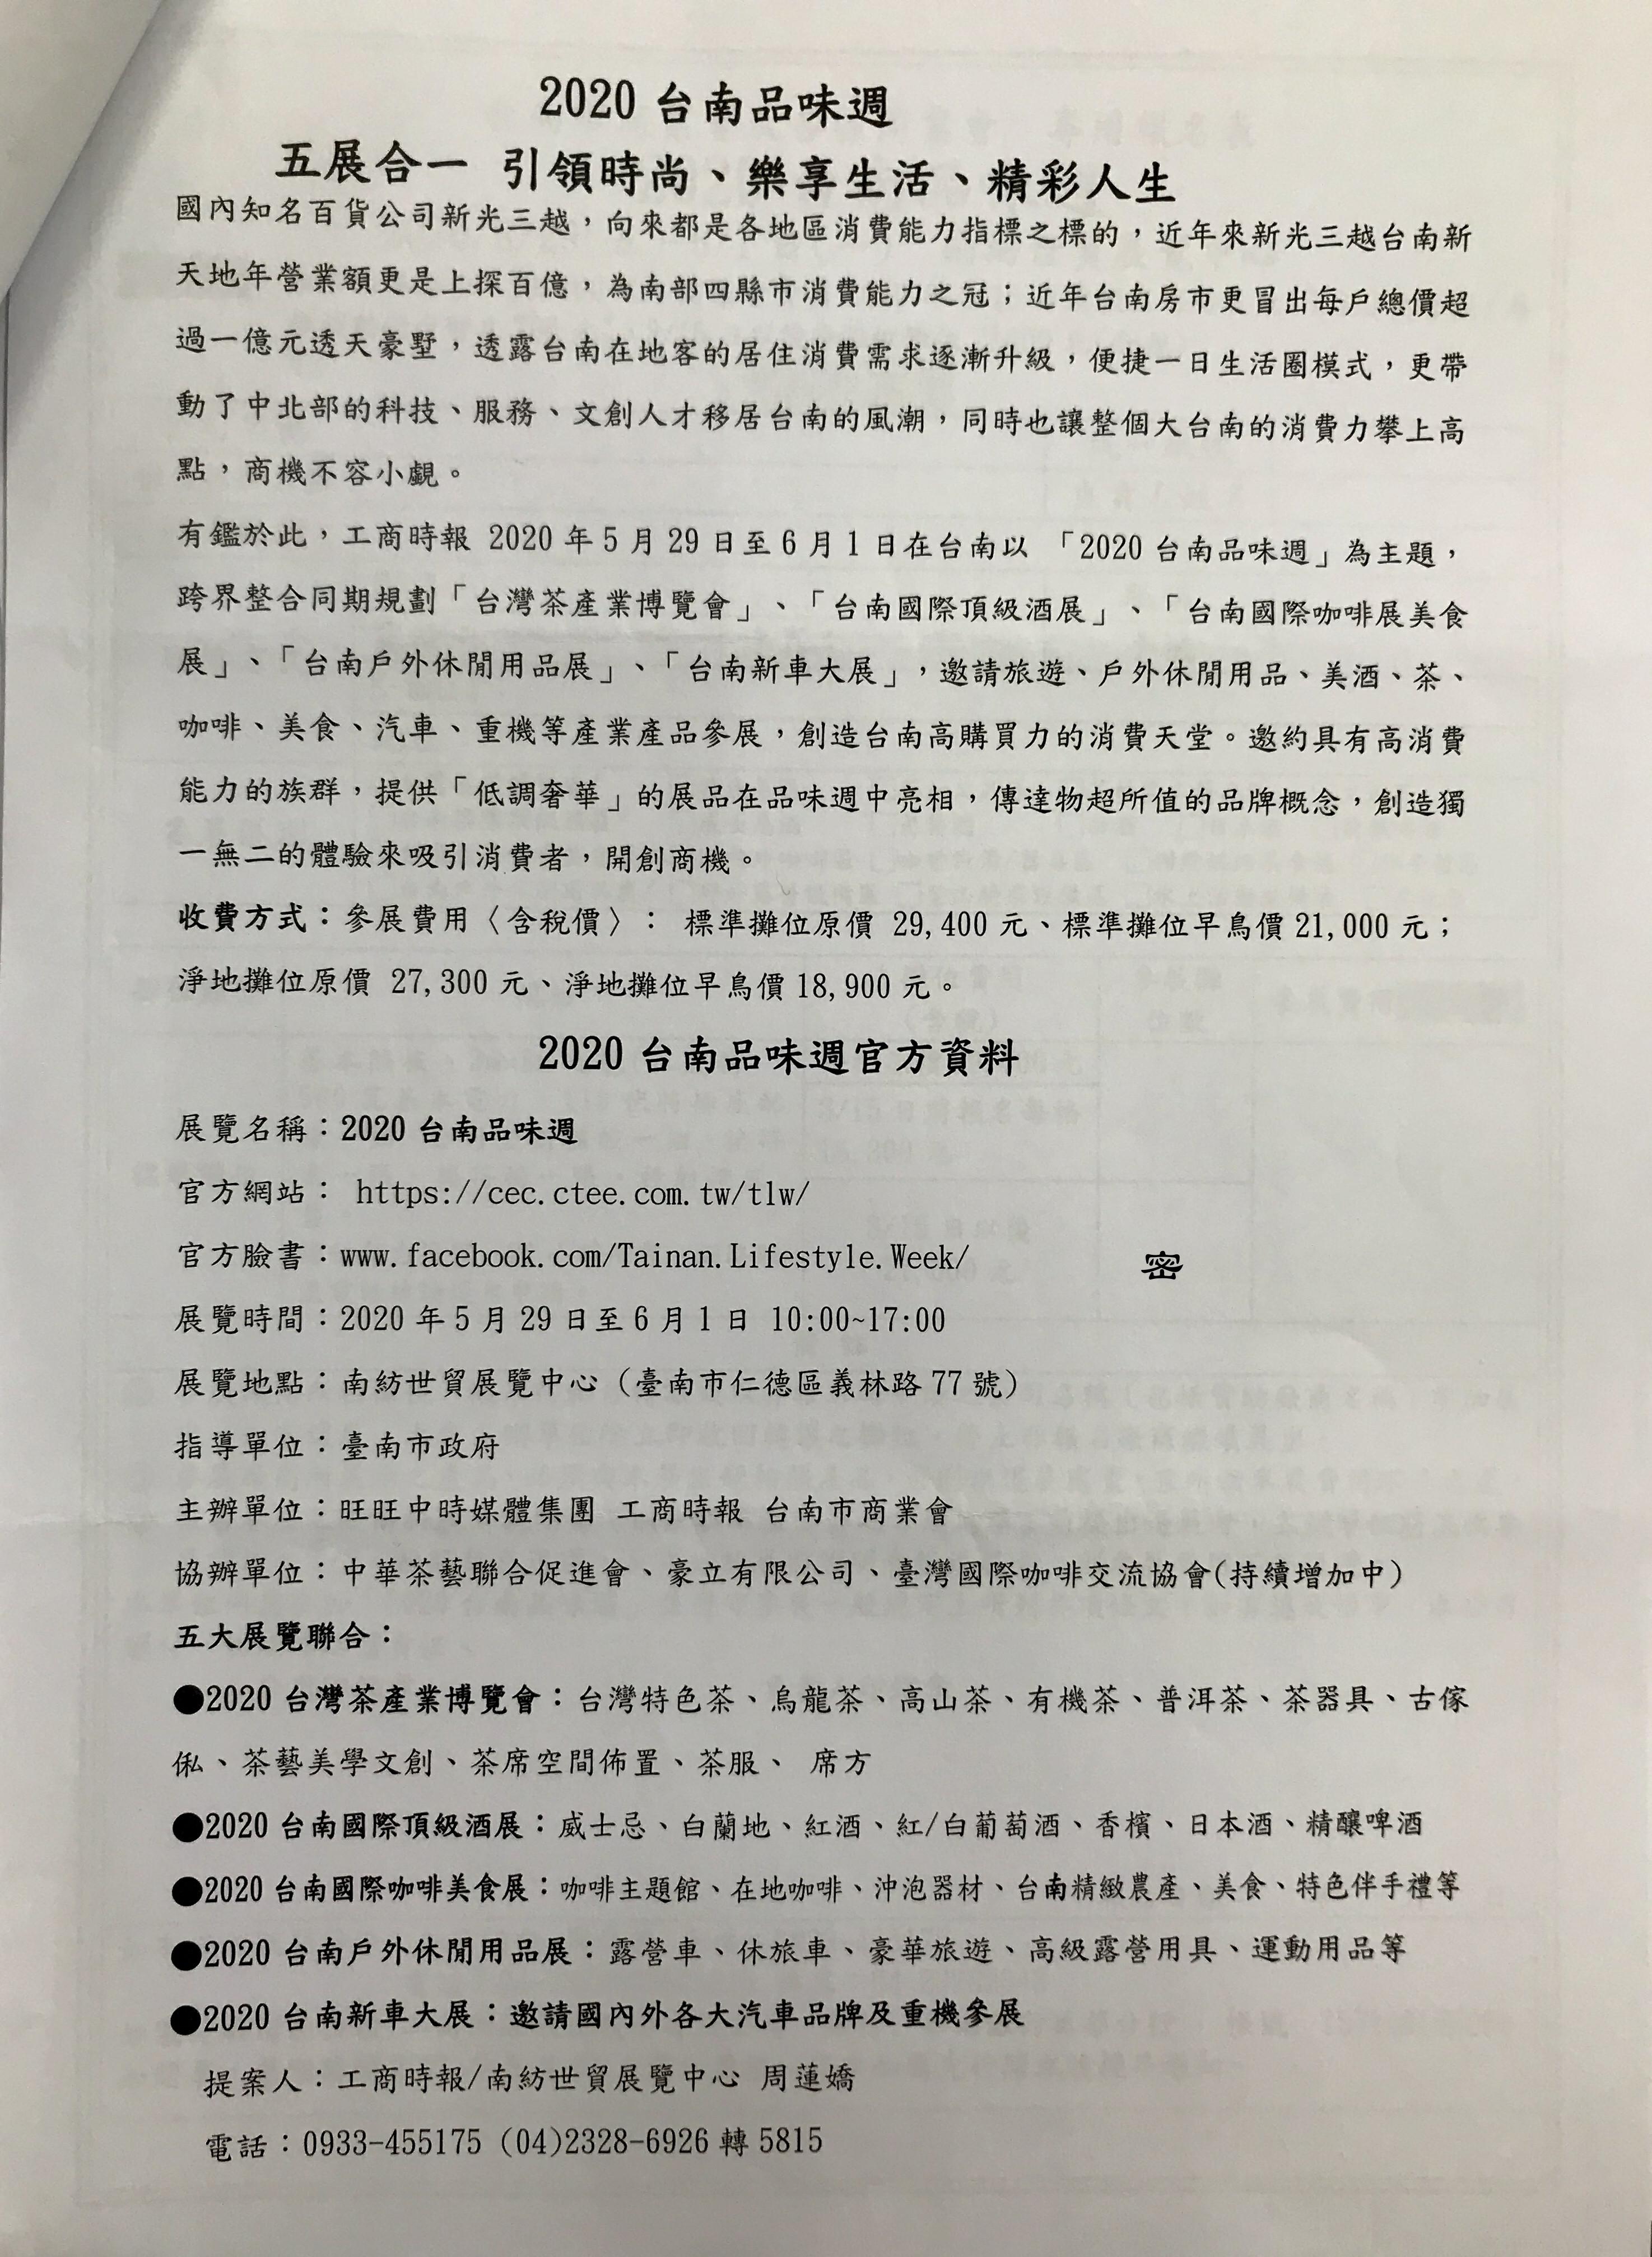 2020 台南品味週
五展合一 引領時尚、樂享生活、精彩人生
國內知名百貨公司新光三越，向來都是各地區消費能力指標之標的，近年來新光三越台南新
天地年營業額更是上探百億，為南部四縣市消費能力之冠；近年台南房市更冒出每戶總價超
過一億元透天豪墅，透露台南在地客的居住消費需求逐漸升級，便捷一日生活圈模式，更帶
動了中北部的科技、服務、文創人才移居台南的風潮，同時也讓整個大台南的消費力攀上高
點，商機不容小覷。
有鑑於此，工商時報 2020 年 5 月 29 日至 6 月 1 日在台南以 「2020 台南品味週」為主題，
跨界整合同期規劃「台灣茶產業博覽會」、「台南國際頂級酒展」、「台南國際咖啡展美食
展」、「台南戶外休閒用品展」、「台南新車大展」，邀請旅遊、戶外休閒用品、美酒、茶、
咖啡、美食、汽車、重機等產業產品參展，創造台南高購買力的消費天堂。邀約具有高消費
能力的族群，提供「低調奢華」的展品在品味週中亮相，傳達物超所值的品牌概念，創造獨
一無二的體驗來吸引消費者，開創商機。
收費方式：參展費用〈含稅價〉： 標準攤位原價 29,400 元、標準攤位早鳥價 21,000 元；
淨地攤位原價 27,300 元、淨地攤位早鳥價 18,900 元。
2020 台南品味週官方資料
展覽名稱：2020 台南品味週
官方網站： https://cec.ctee.com.tw/tlw/
官方臉書：www.facebook.com/Tainan.Lifestyle.Week/
密
展覽時間：2020 年 5 月 29 日至 6 月 1 日 10:00~17:00
展覽地點：南紡世貿展覽中心（臺南市仁德區義林路 77 號）
指導單位：臺南市政府
主辦單位：旺旺中時媒體集團 工商時報 台南市商業會
協辦單位：中華茶藝聯合促進會、豪立有限公司、臺灣國際咖啡交流協會(持續增加中)
五大展覽聯合：
●2020 台灣茶產業博覽會：台灣特色茶、烏龍茶、高山茶、有機茶、普洱茶、茶器具、古傢
俬、茶藝美學文創、茶席空間佈置、茶服、 席方
●2020 台南國際頂級酒展：威士忌、白蘭地、紅酒、紅/白葡萄酒、香檳、日本酒、精釀啤酒
●2020 台南國際咖啡美食展：咖啡主題館、在地咖啡、沖泡器材、台南精緻農產、美食、特色伴手禮等
●2020 台南戶外休閒用品展：露營車、休旅車、豪華旅遊、高級露營用具、運動用品等
●2020 台南新車大展：邀請國內外各大汽車品牌及重機參展
提案人：工商時報/南紡世貿展覽中心 周蓮嬌
電話：0933-455175 (04)2328-6926 轉 5815